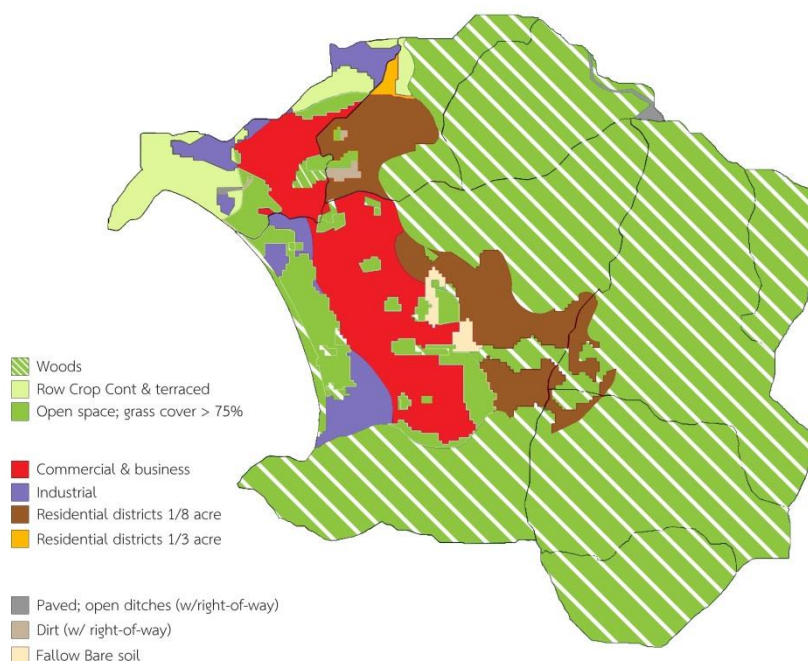 Woods
Row Crop Cont & terraced
Open space; grass cover > 75%
Commercial & business
Industrial
Residential districts 1/8 acre
Residential districts 1/3 acre
Paved; open ditches (w/right-of-way)
Dirt (w/ right-of-way)
Fallow Bare soil